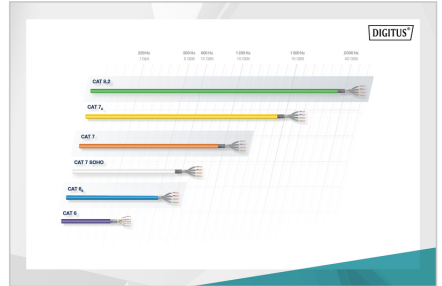 DIGITUS®
250 Hz 500 Hz 600 Hz 1.000 Hz 1.500 Hz 2.000 Hz
CAT 8.2
CAT 7A
CAT 7
CAT 7 SOHO
CAT 6A
CAT 6